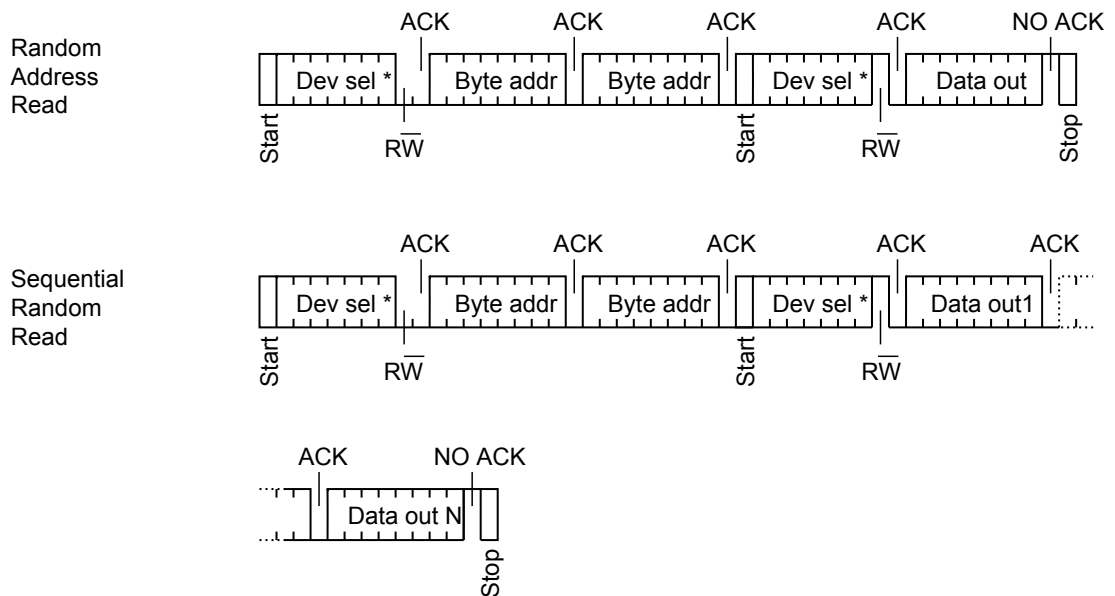 ACK ACK ACK ACK NO ACK
Random
Address
Read
Dev sel * Byte addr Byte addr Dev sel * Data out
Start RW̅ Start RW̅ Stop
ACK ACK ACK ACK ACK
Sequential
Random
Read
Dev sel * Byte addr Byte addr Dev sel * Data out1
Start RW̅ Start RW̅
ACK NO ACK
Data out N
Stop